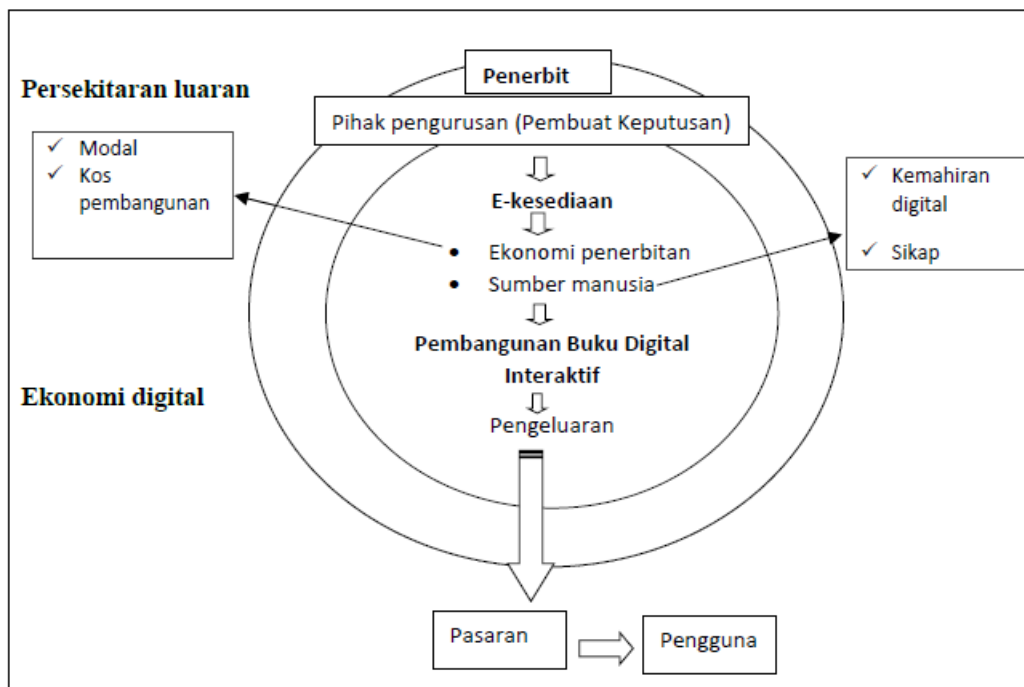 Penerbit
Persekitaran luaran
Pihak pengurusan (Pembuat Keputusan)
✓ Modal
✓ Kos
pembangunan
✓ Kemahiran
digital
✓ Sikap
E-kesediaan
• Ekonomi penerbitan
• Sumber manusia
Pembangunan Buku Digital
Interaktif
Ekonomi digital
Pengeluaran
Pasaran
Pengguna